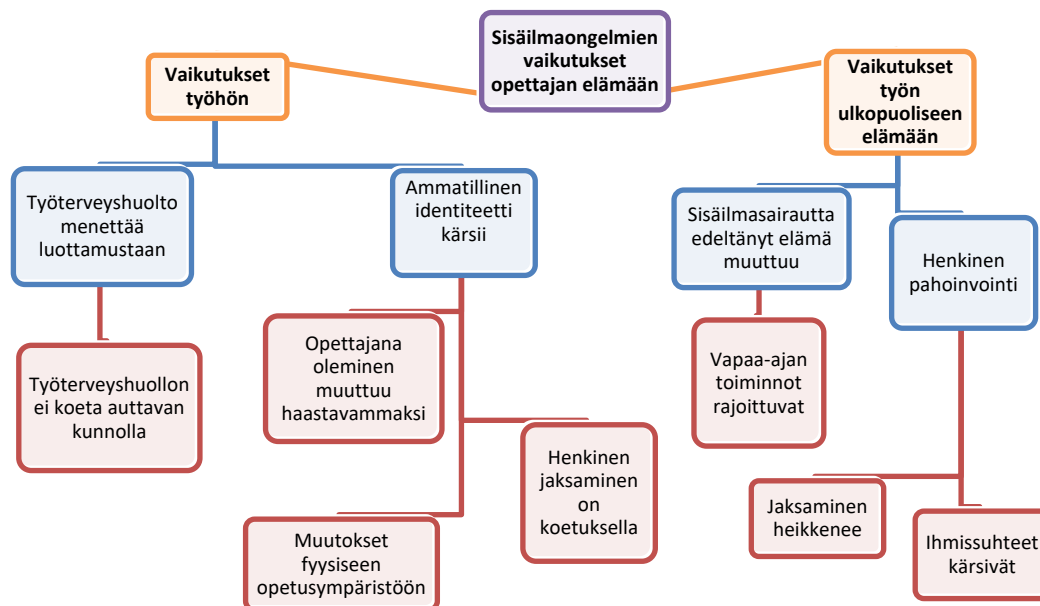 Sisäilmaongelmien
vaikutukset
opettajan elämään
Vaikutukset
työhön
Vaikutukset
työn
ulkopuoliseen
elämään
Työterveyshuolto
menettää
luottamustaan
Ammatillinen
identiteetti
kärsii
Sisäilmasairautta
edeltänyt elämä
muuttuu
Henkinen
pahoinvointi
Työterveyshuollon
ei koeta auttavan
kunnolla
Opettajana
oleminen
muuttuu
haastavammaksi
Vapaa-ajan
toiminnot
rajoittuvat
Henkinen
jaksaminen
on
koetuksella
Muutokset
fyysiseen
opetusympäristöön
Jaksaminen
heikkenee
Ihmissuhteet
kärsivät